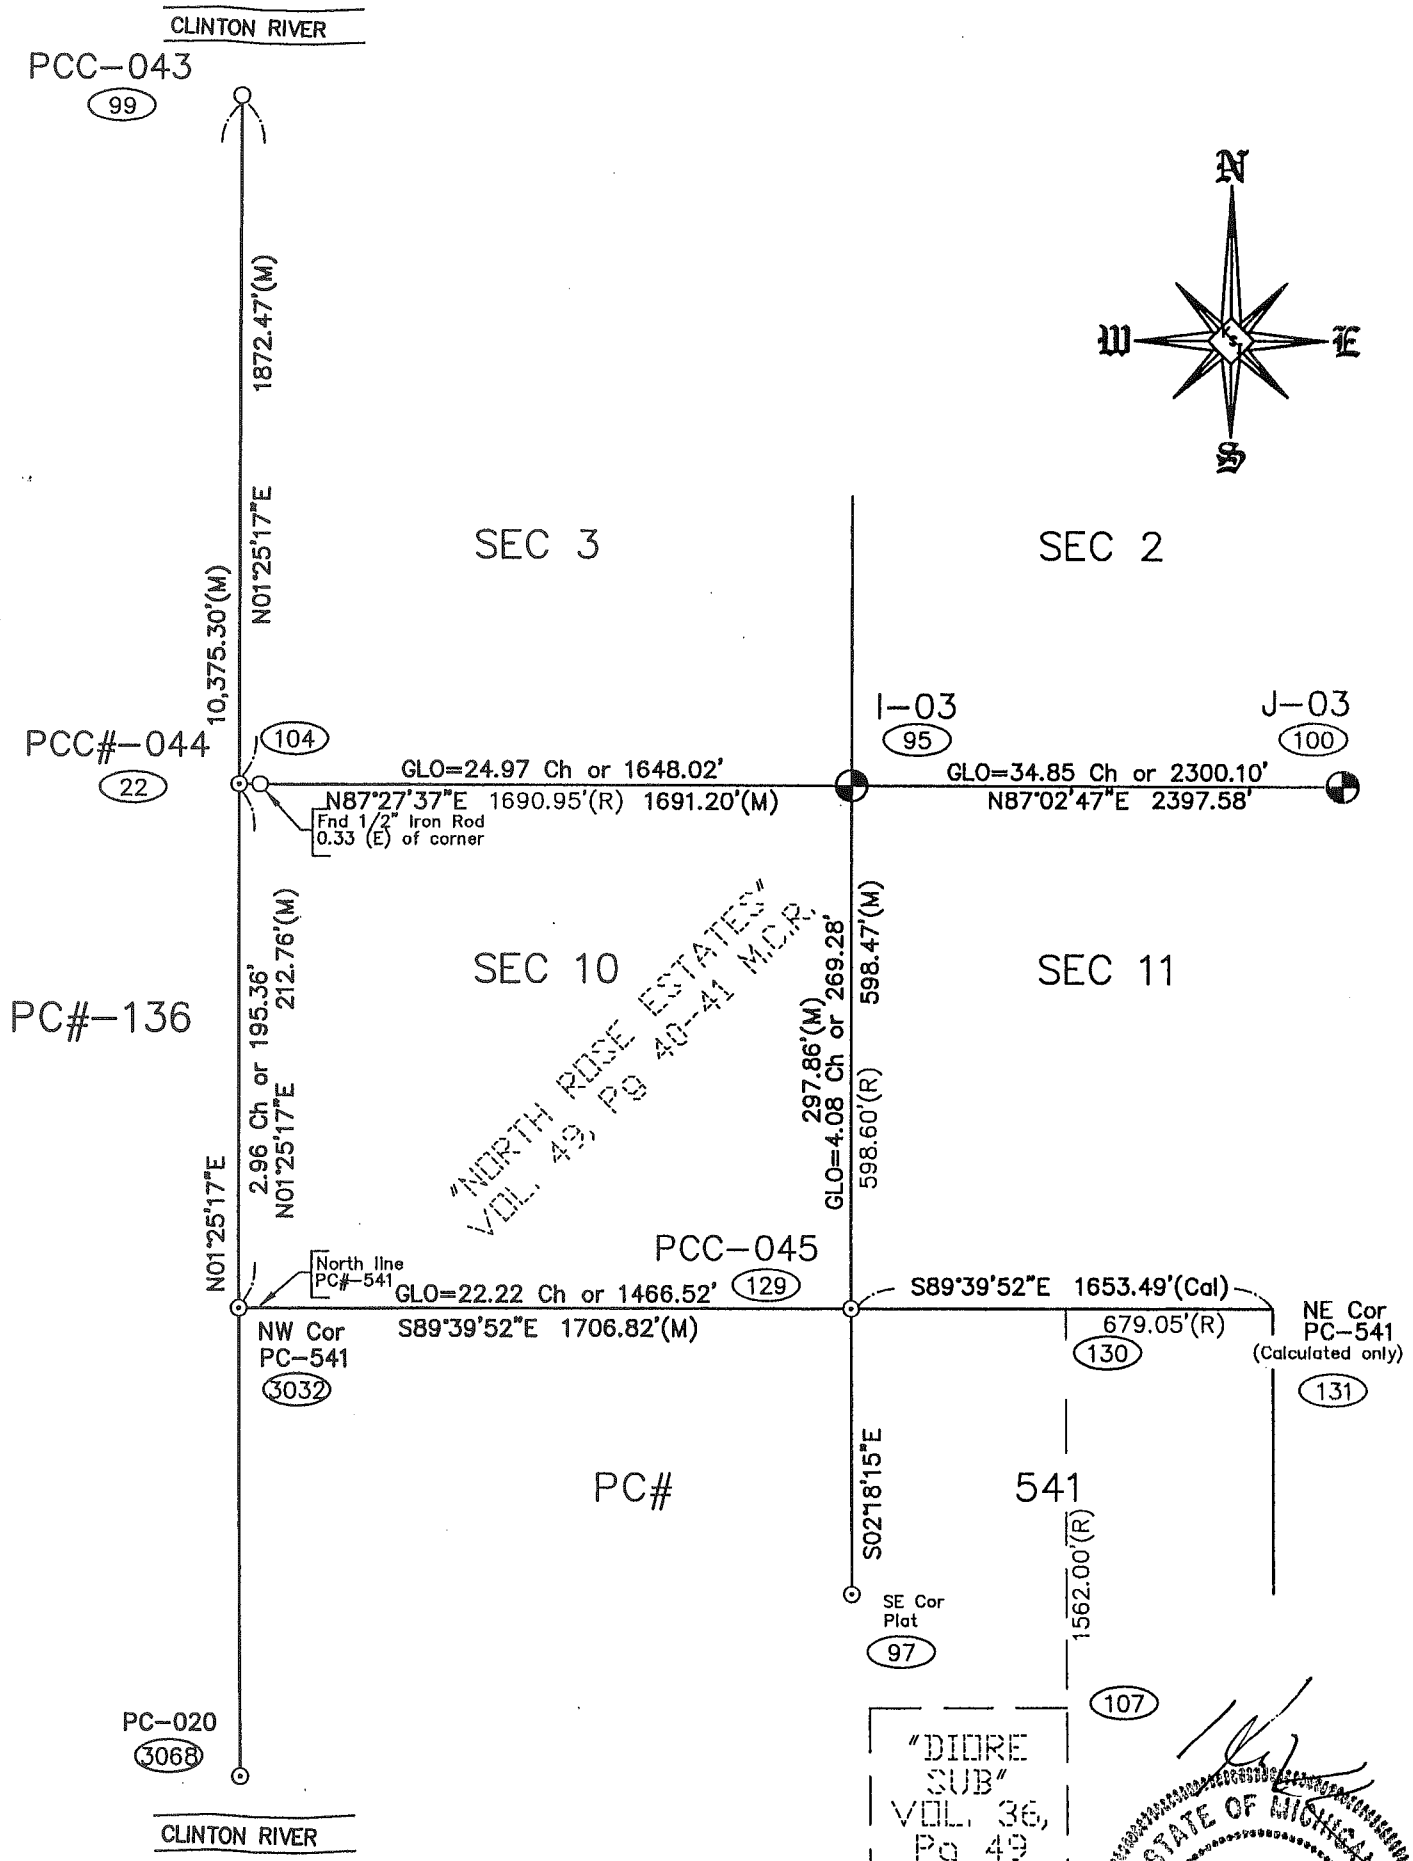 CLINTON RIVER
PCC-043
99
N
W
E
S
1872.47'(M)
N01°25'17"E
10,375.30'(M)
SEC 3
SEC 2
PCC#-044
22
104
I-03
95
J-03
100
GLO=24.97 Ch or 1648.02'
N87°27'37"E 1690.95'(R) 1691.20'(M)
GLO=34.85 Ch or 2300.10'
N87°02'47"E 2397.58'
Fnd 1/2" Iron Rod
0.33 (E) of corner
PC#-136
2.96 Ch or 195.36'
212.76'(M)
N01°25'17"E
N01°25'17"E
SEC 10
SEC 11
"NORTH ROSE ESTATES"
VOL. 49, Pg 40-41 M.C.R.
297.86'(M)
GLO=4.08 Ch or 269.28'
598.47'(M)
598.60'(R)
North line
PC#-541
PCC-045
129
GLO=22.22 Ch or 1466.52'
S89°39'52"E 1706.82'(M)
S89°39'52"E 1653.49'(Cal)
679.05'(R)
130
NE Cor
PC-541
(Calculated only)
131
NW Cor
PC-541
3032
PC#
541
S02°18'15"E
1562.00'(R)
SE Cor
Plat
97
107
PC-020
3068
"DIORE
SUB"
VOL. 36,
Pg 49
CLINTON RIVER
STATE OF MICHIGAN